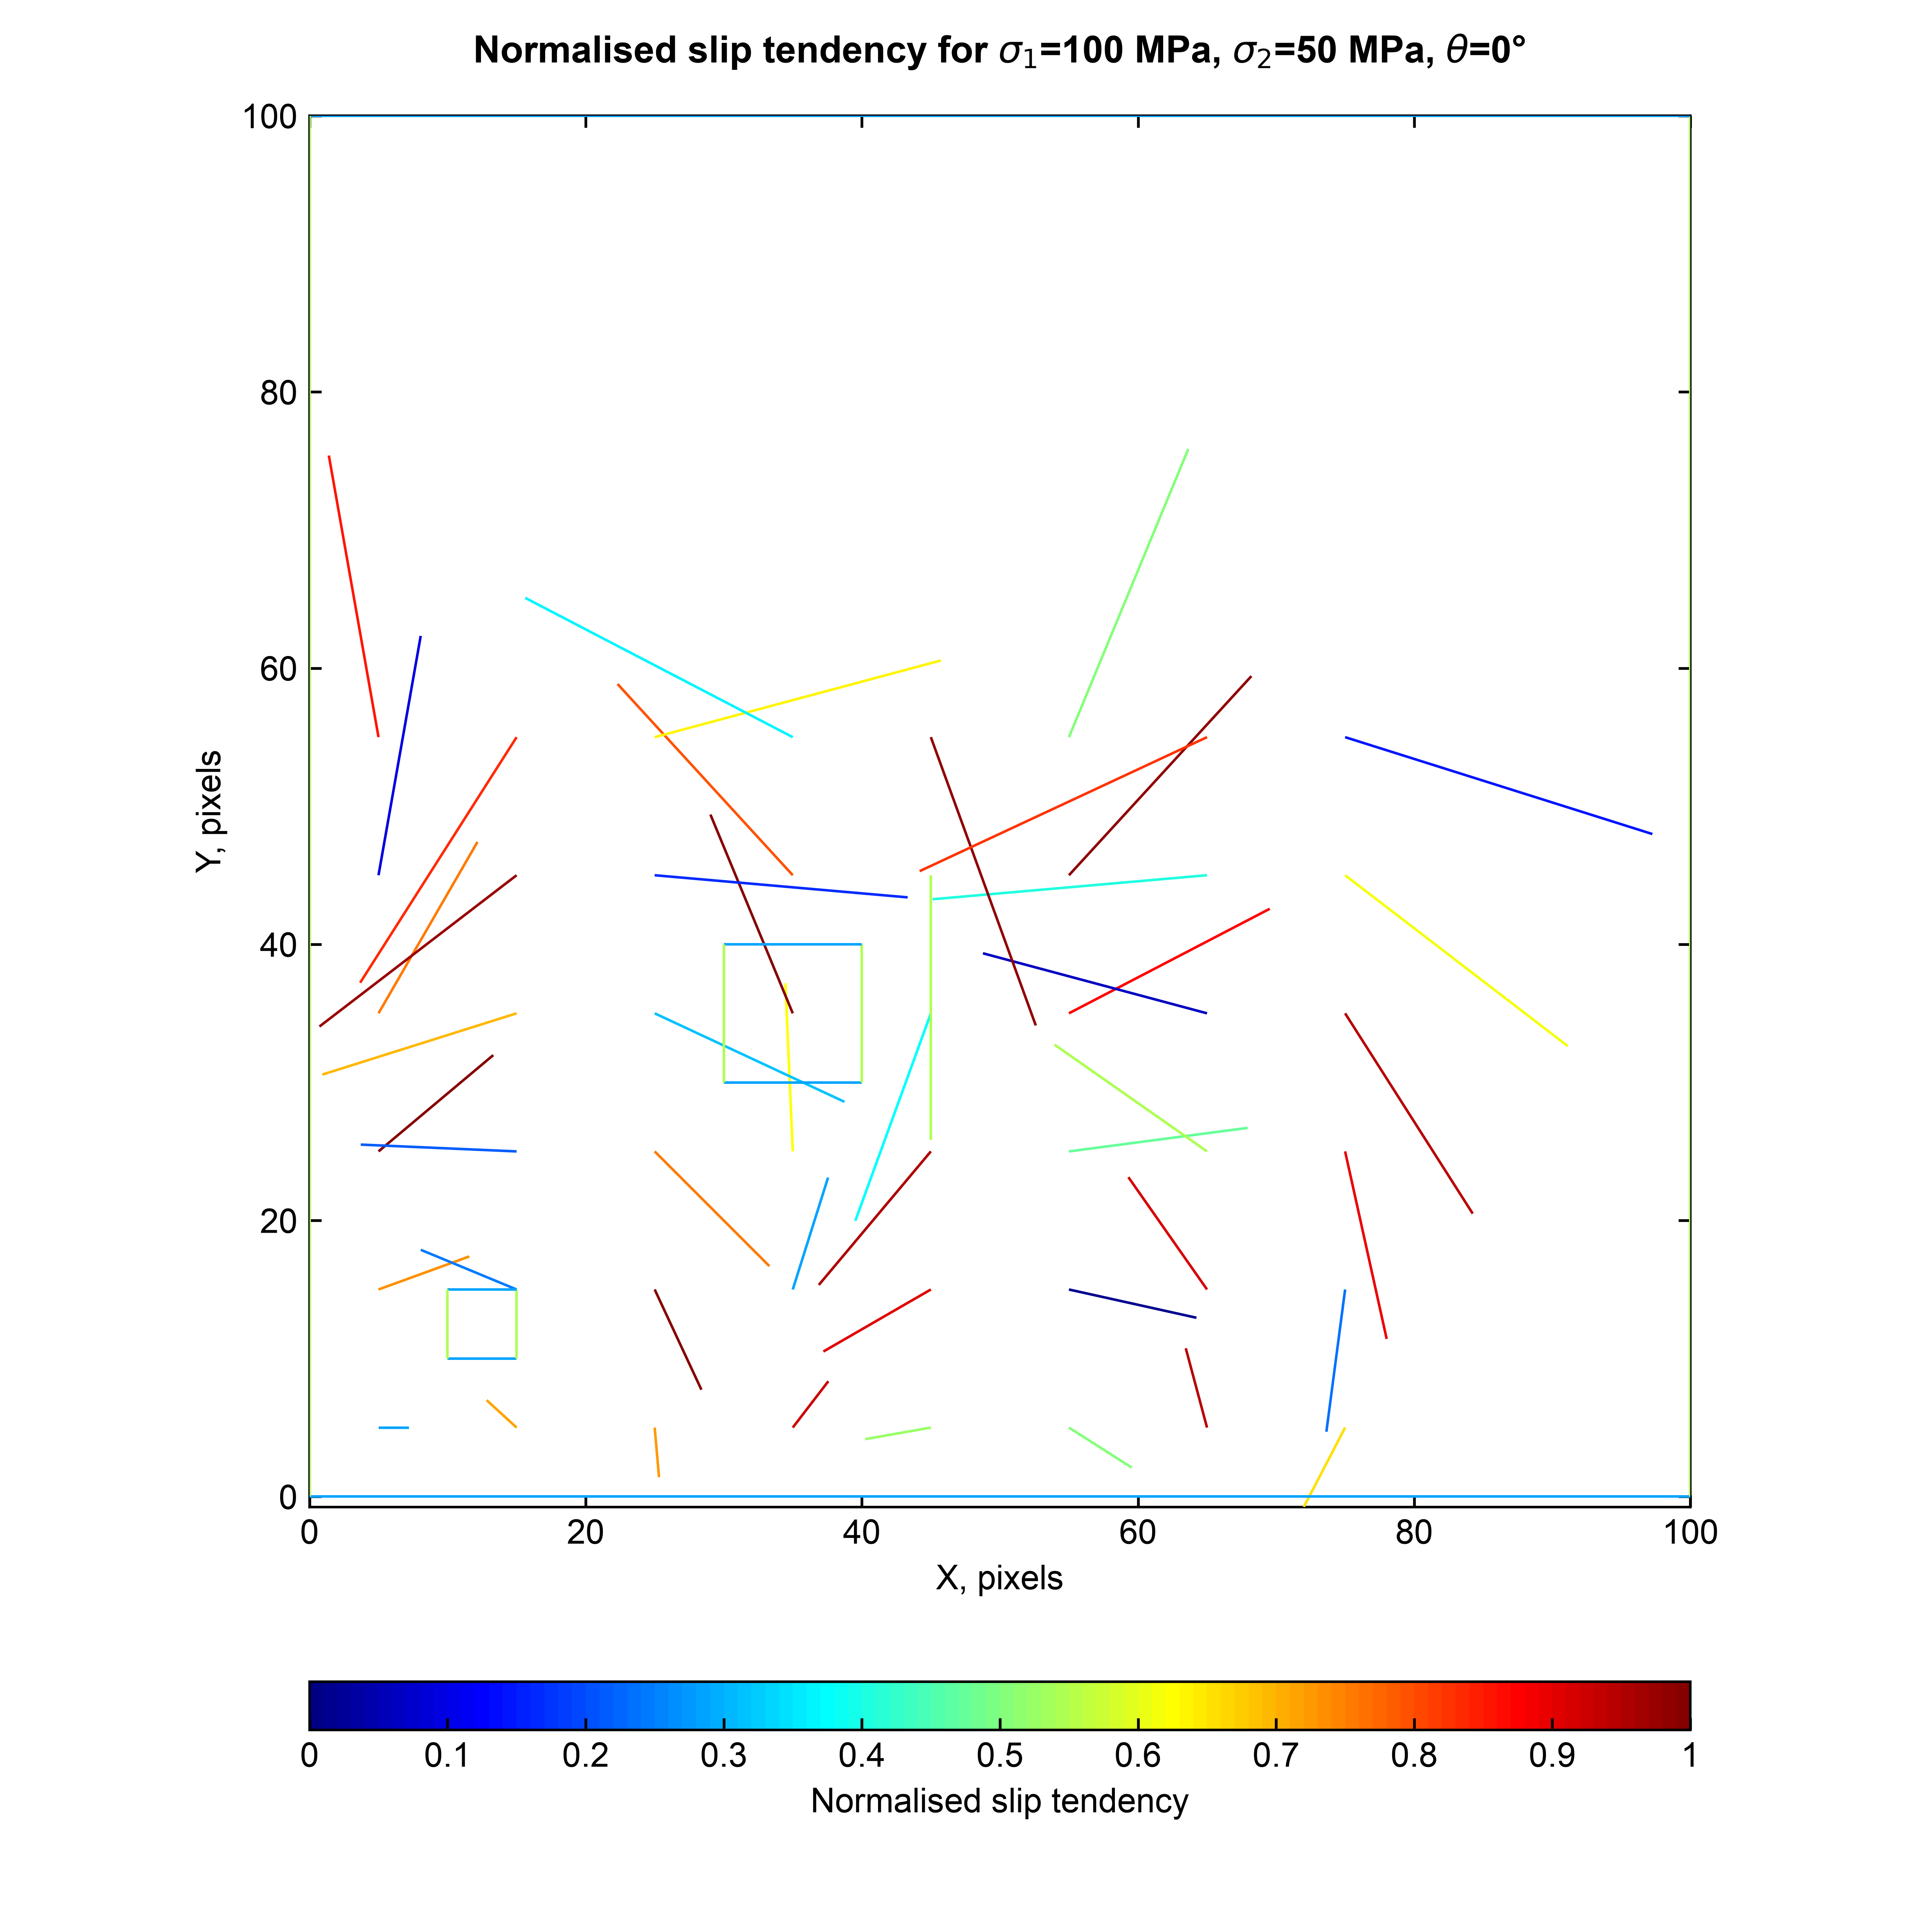 Normalised slip tendency for σ1=100 MPa, σ2=50 MPa, θ=0°
100
80
60
40
20
0
Y, pixels
0 20 40 60 80 100
X, pixels
0 0.1 0.2 0.3 0.4 0.5 0.6 0.7 0.8 0.9 1
Normalised slip tendency